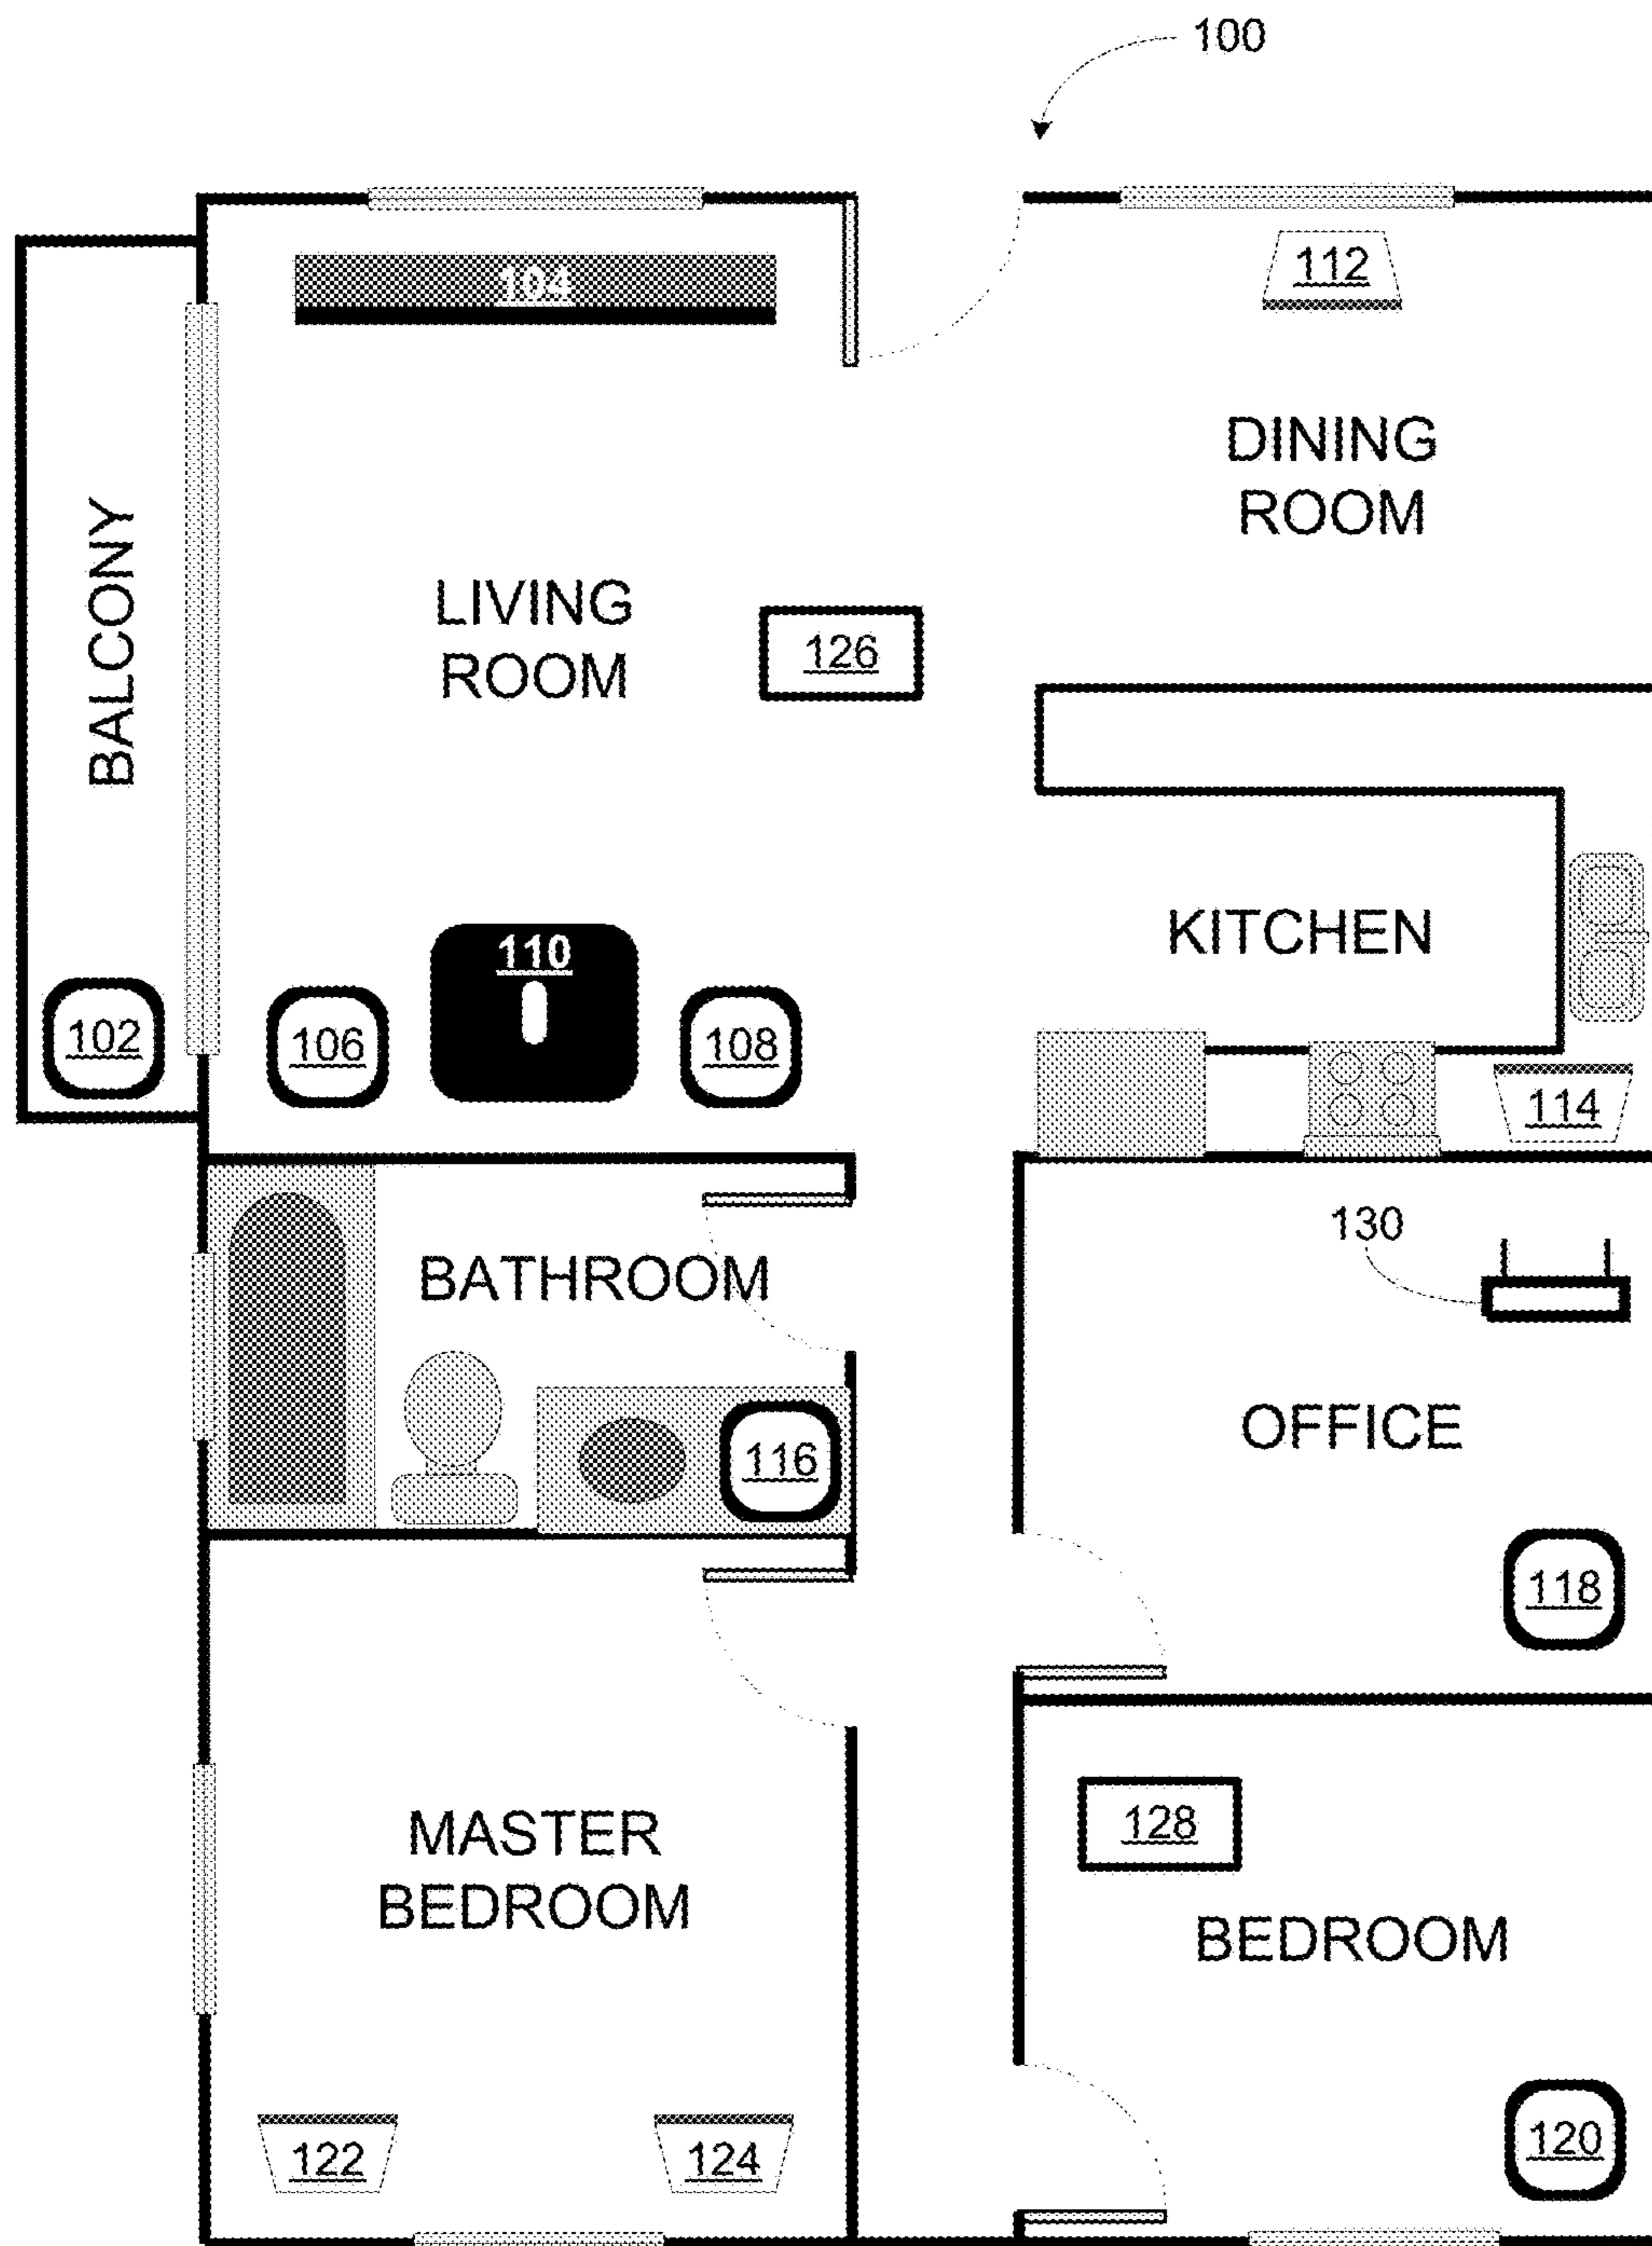 100
104
112
DINING
ROOM
BALCONY
LIVING
ROOM
126
KITCHEN
110
102
106
108
114
130
BATHROOM
OFFICE
116
118
128
MASTER
BEDROOM
BEDROOM
122
124
120